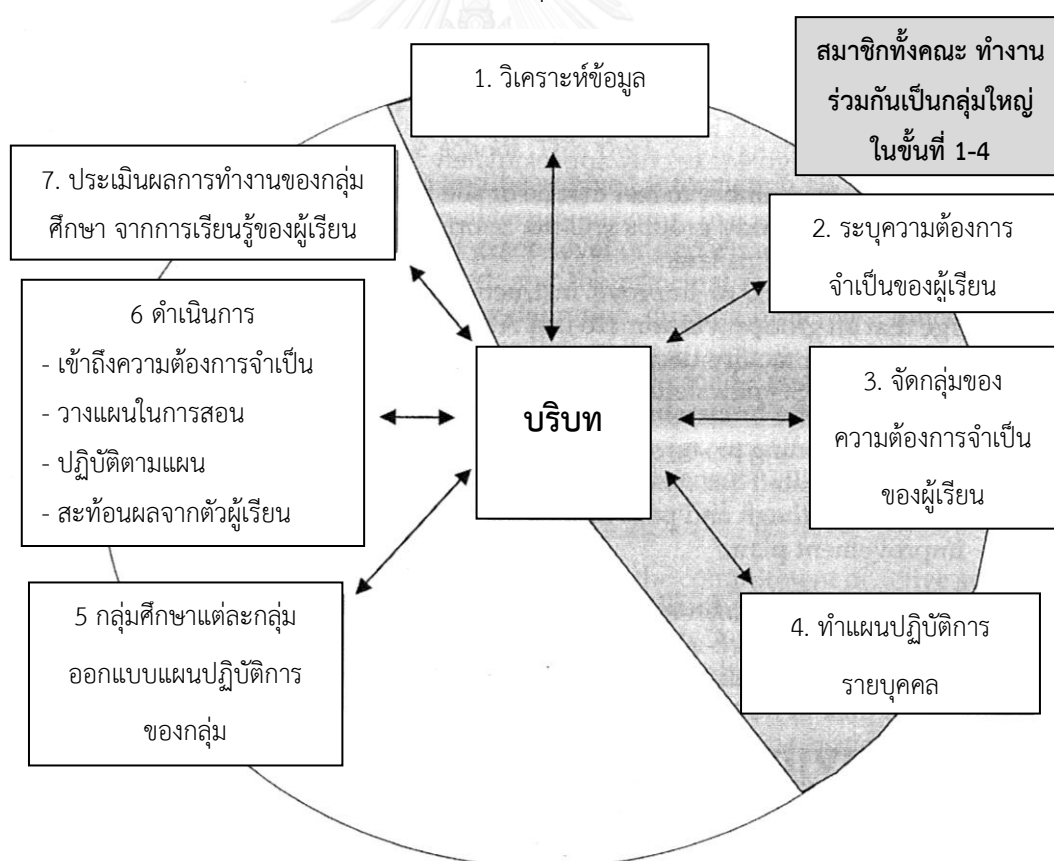 1. วิเคราะห์ข้อมูล
สมาชิกทั้งคณะ ทำงาน
ร่วมกันเป็นกลุ่มใหญ่
ในขั้นที่ 1-4
7. ประเมินผลการทำงานของกลุ่ม
ศึกษา จากการเรียนรู้ของผู้เรียน
2. ระบุความต้องการ
จำเป็นของผู้เรียน
6 ดำเนินการ
- เข้าถึงความต้องการจำเป็น
- วางแผนในการสอน
- ปฏิบัติตามแผน
- สะท้อนผลจากตัวผู้เรียน
บริบท
3. จัดกลุ่มของ
ความต้องการจำเป็น
ของผู้เรียน
5 กลุ่มศึกษาแต่ละกลุ่ม
ออกแบบแผนปฏิบัติการ
ของกลุ่ม
4. ทำแผนปฏิบัติการ
รายบุคคล